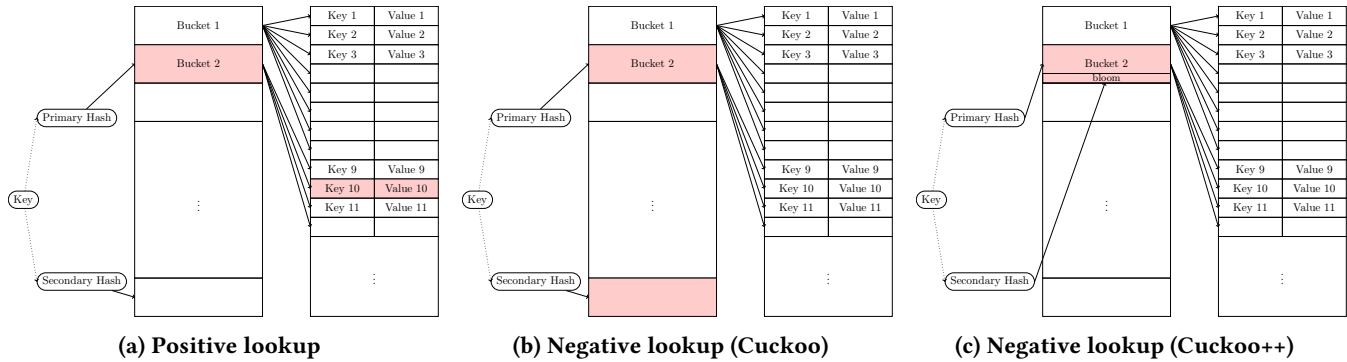 Bucket 1
Bucket 2
Primary Hash
Key
⋮
Secondary Hash
Key 1 Value 1
Key 2 Value 2
Key 3 Value 3
Key 9 Value 9
Key 10 Value 10
Key 11 Value 11
⋮
(a) Positive lookup
Bucket 1
Bucket 2
Primary Hash
Key
⋮
Secondary Hash
Key 1 Value 1
Key 2 Value 2
Key 3 Value 3
Key 9 Value 9
Key 10 Value 10
Key 11 Value 11
⋮
(b) Negative lookup (Cuckoo)
Bucket 1
Bucket 2
bloom
Primary Hash
Key
⋮
Secondary Hash
Key 1 Value 1
Key 2 Value 2
Key 3 Value 3
Key 9 Value 9
Key 10 Value 10
Key 11 Value 11
⋮
(c) Negative lookup (Cuckoo++)